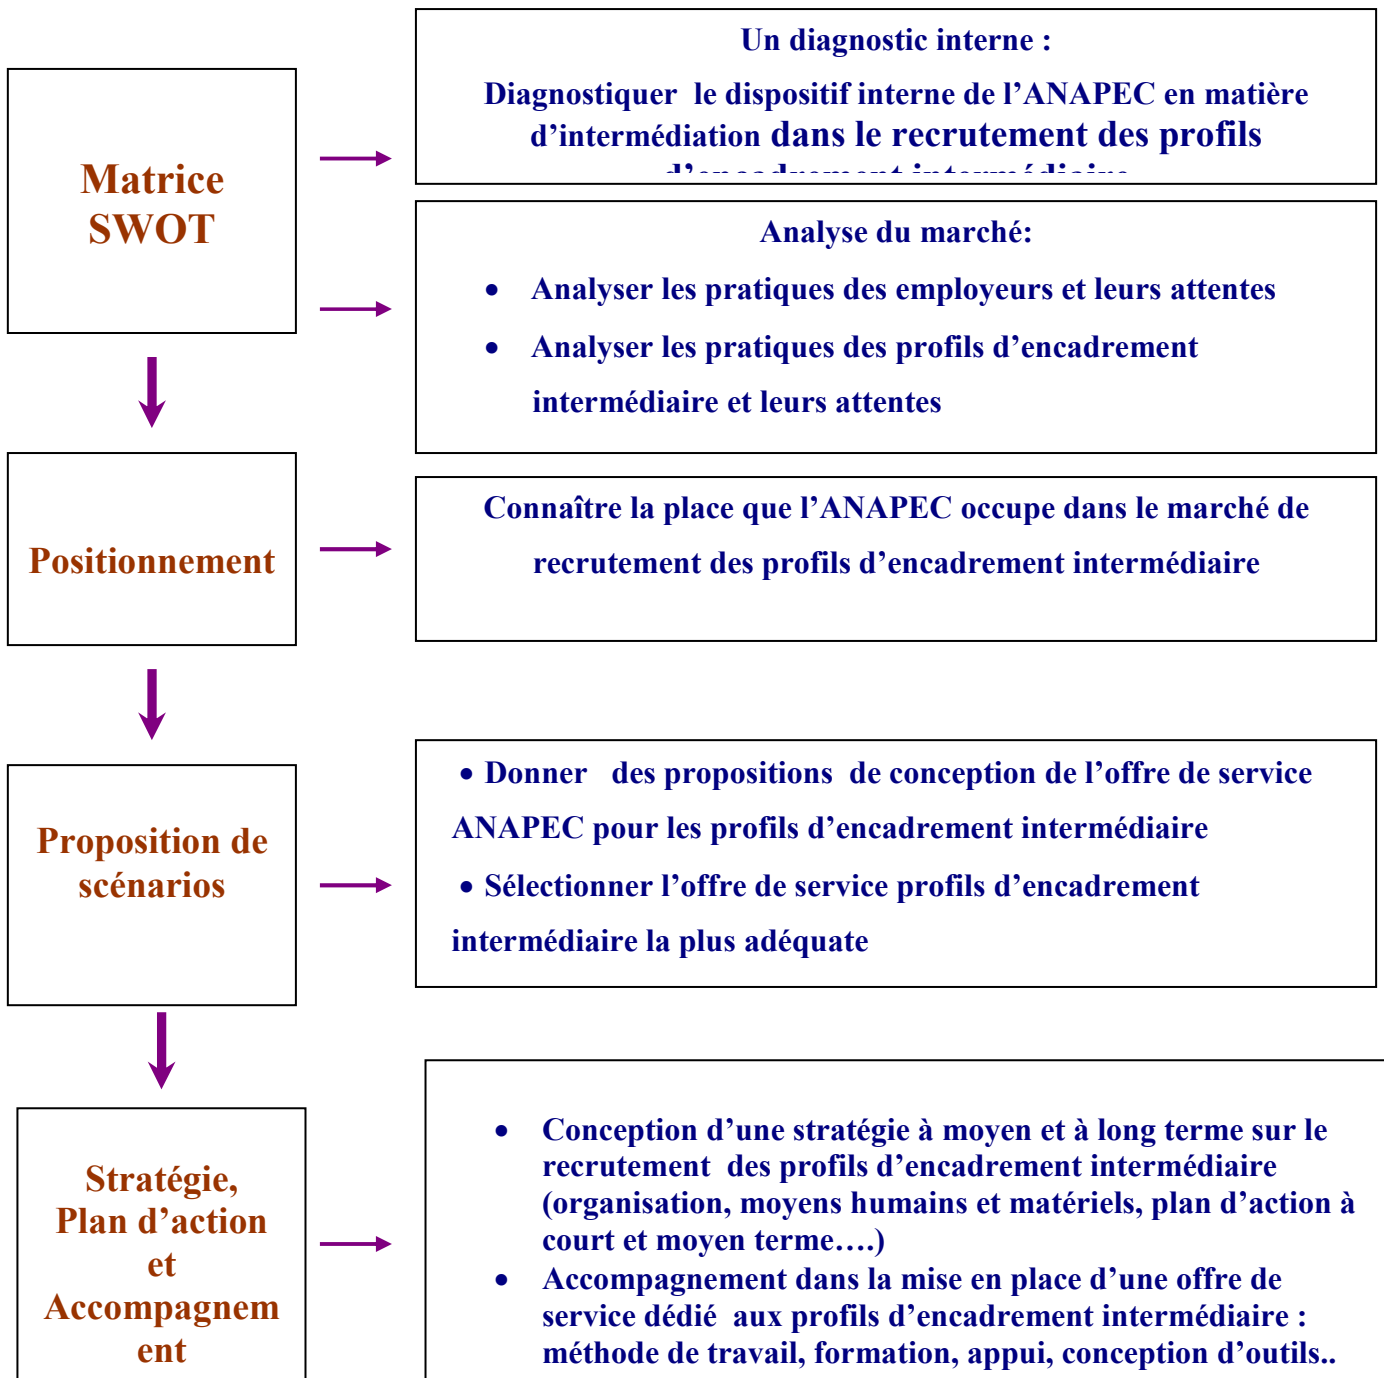 Matrice
SWOT
Un diagnostic interne :
Diagnostiquer le dispositif interne de l’ANAPEC en matière
d’intermédiation dans le recrutement des profils
d’encadrement intermédiaire
Analyse du marché:
• Analyser les pratiques des employeurs et leurs attentes
• Analyser les pratiques des profils d’encadrement
intermédiaire et leurs attentes
Positionnement
Connaître la place que l’ANAPEC occupe dans le marché de
recrutement des profils d’encadrement intermédiaire
Proposition de
scénarios
• Donner des propositions de conception de l’offre de service
ANAPEC pour les profils d’encadrement intermédiaire
• Sélectionner l’offre de service profils d’encadrement
intermédiaire la plus adéquate
Stratégie,
Plan d’action
et
Accompagnem
ent
• Conception d’une stratégie à moyen et à long terme sur le
recrutement des profils d’encadrement intermédiaire
(organisation, moyens humains et matériels, plan d’action à
court et moyen terme….)
• Accompagnement dans la mise en place d’une offre de
service dédié aux profils d’encadrement intermédiaire :
méthode de travail, formation, appui, conception d’outils..